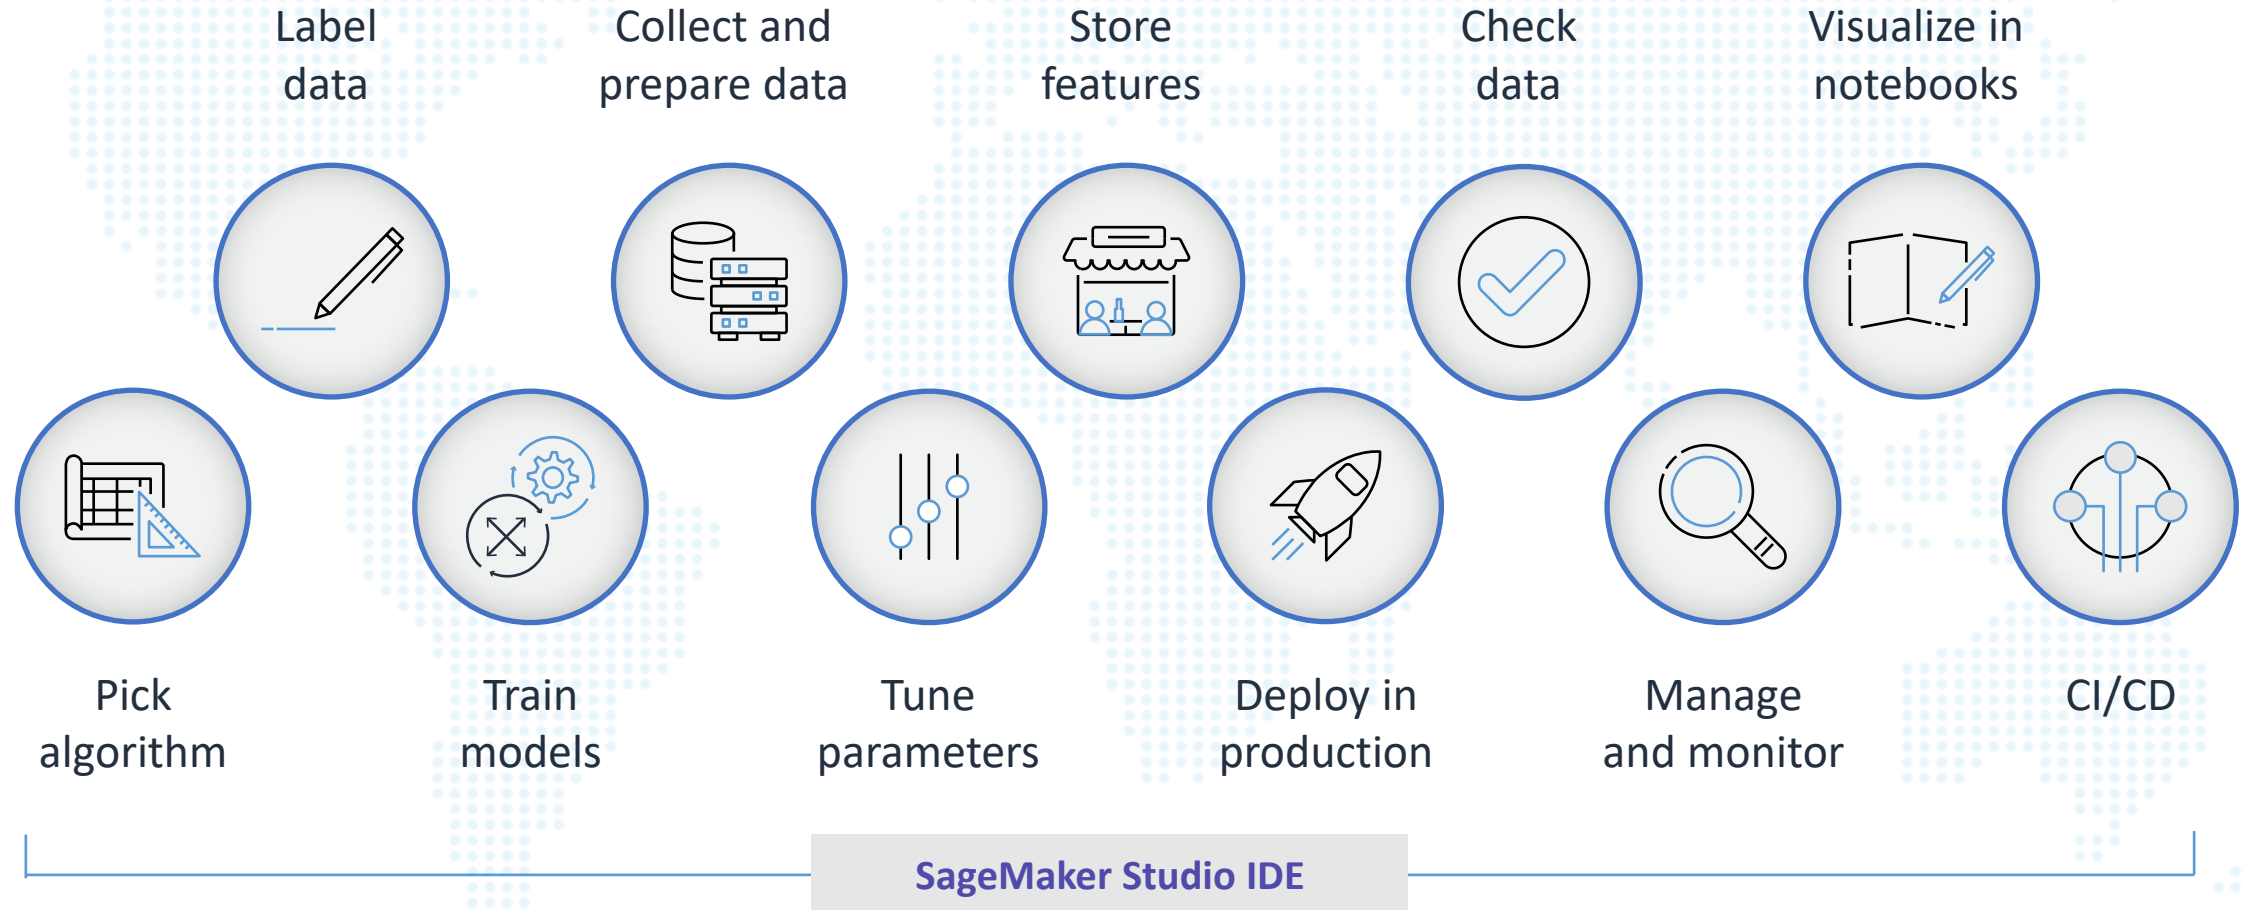 Label
data
Collect and
prepare data
Store
features
Check
data
Visualize in
notebooks
Pick
algorithm
Train
models
Tune
parameters
Deploy in
production
Manage
and monitor
CI/CD
SageMaker Studio IDE